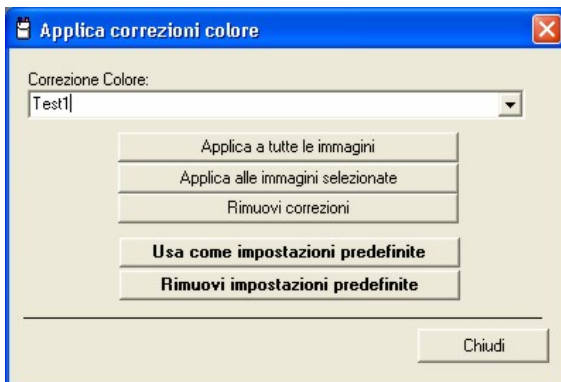 Applica correzioni colore
Correzione Colore:
Test1
Applica a tutte le immagini
Applica alle immagini selezionate
Rimuovi correzioni
Usa come impostazioni predefinite
Rimuovi impostazioni predefinite
Chiudi